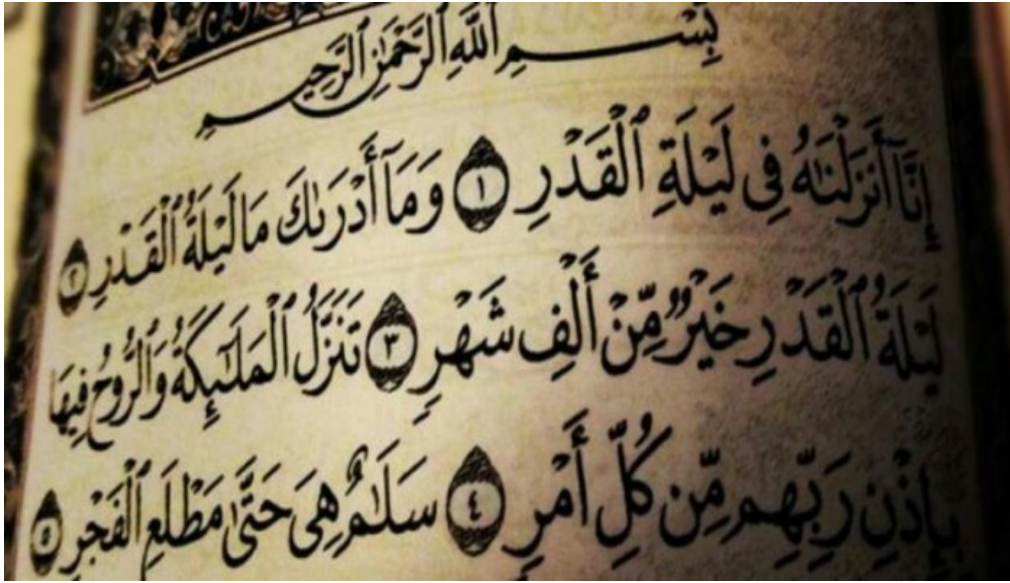 بِسْمِ ٱللَّهِ ٱلرَّحْمَٰنِ ٱلرَّحِيمِ
إِنَّآ أَنزَلْنَٰهُ فِى لَيْلَةِ ٱلْقَدْرِ ١ وَمَآ أَدْرَىٰكَ مَا لَيْلَةُ ٱلْقَدْرِ ٢
لَيْلَةُ ٱلْقَدْرِ خَيْرٌ مِّنْ أَلْفِ شَهْرٍ ٣ تَنَزَّلُ ٱلْمَلَٰٓئِكَةُ وَٱلرُّوحُ فِيهَا
بِإِذْنِ رَبِّهِم مِّن كُلِّ أَمْرٍ ٤ سَلَٰمٌ هِىَ حَتَّىٰ مَطْلَعِ ٱلْفَجْرِ ٥